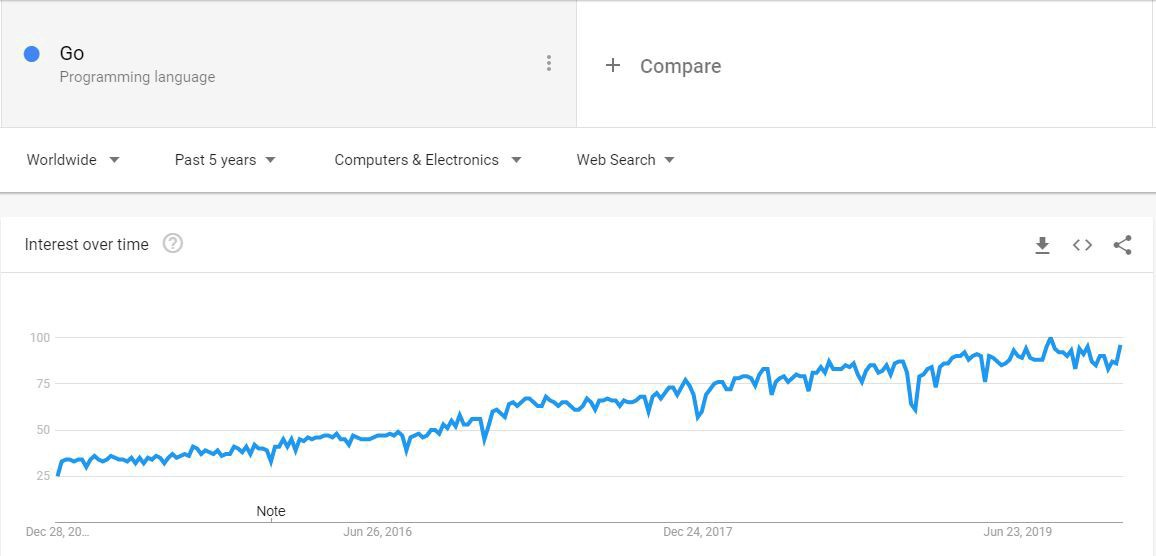 Go
Programming language
+ Compare
Worldwide
Past 5 years
Computers & Electronics
Web Search
Interest over time
?
100
75
50
25
Note
Dec 28, 20...
Jun 26, 2016
Dec 24, 2017
Jun 23, 2019